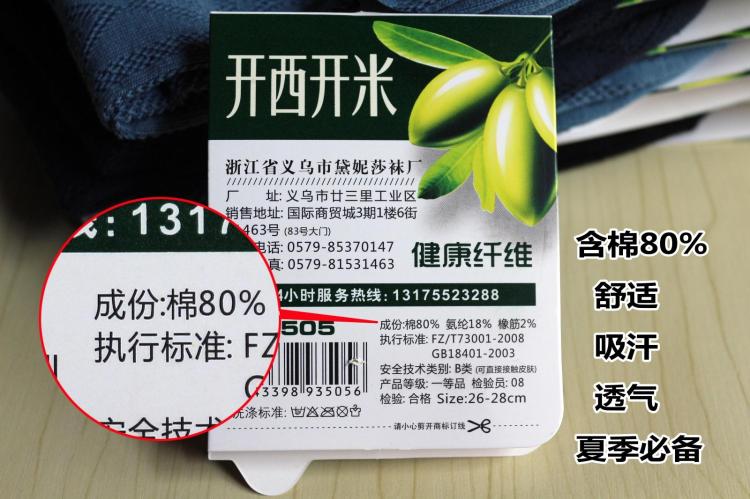 开西开米
浙江省义乌市黛妮莎袜厂
厂 址: 义乌市廿三里工业区
销售地址: 国际商贸城3期1楼6街
463号 (83号大门)
电话: 0579-85370147
真: 0579-81531463
健康纤维
4小时服务热线: 13175523288
505
成份:棉80% 氨纶18% 橡筋2%
执行标准: FZ/T73001-2008
GB18401-2003
安全技术类别: B类 (可直接接触皮肤)
产品等级: 一等品 检验员: 08
检验: 合格 Size:26-28cm
43398 935056
洗涤标准:
请小心剪开商标订线
: 1317
成份:棉80%
执行标准: FZ
安全技术
含棉80%
舒适
吸汗
透气
夏季必备